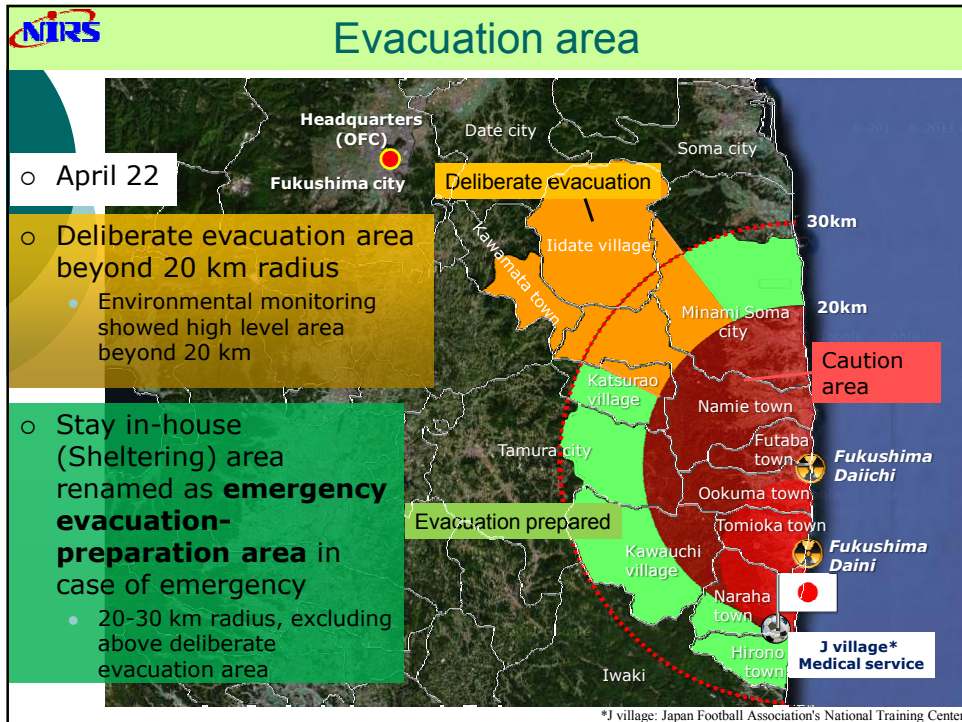 NIRS
Evacuation area
April 22
Deliberate evacuation area
beyond 20 km radius
Environmental monitoring
showed high level area
beyond 20 km
Stay in-house
(Sheltering) area
renamed as emergency
evacuation-
preparation area in
case of emergency
20-30 km radius, excluding
above deliberate
evacuation area
Headquarters
(OFC)
Fukushima city
Date city
Soma city
Deliberate evacuation
Iidate village
Kawamata town
30km
Minami Soma
city
20km
Caution
area
Katsurao
village
Namie town
Tamura city
Futaba
town
Fukushima
Daiichi
Ookuma town
Evacuation prepared
Tomioka town
Kawauchi
village
Fukushima
Daini
Naraha
town
Hirono
town
J village*
Medical service
Iwaki
*J village: Japan Football Association's National Training Center